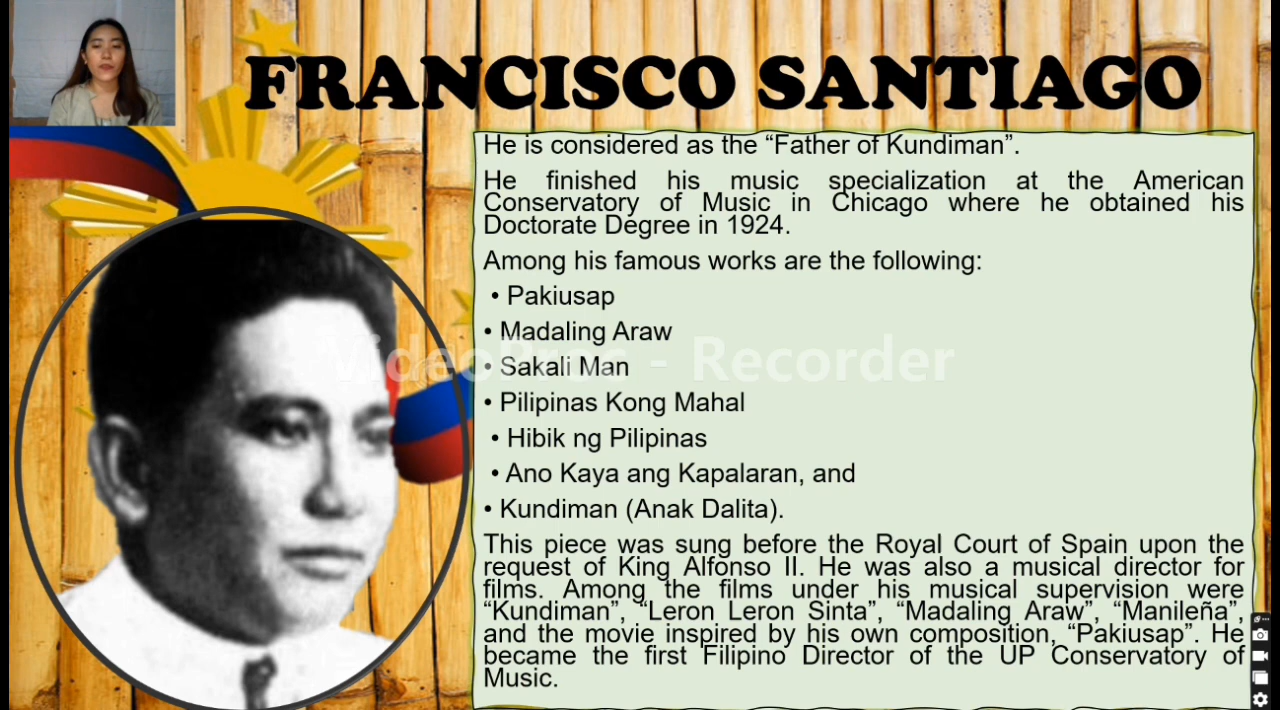 FRANCISCO SANTIAGO
He is considered as the “Father of Kundiman”.
He finished his music specialization at the American
Conservatory of Music in Chicago where he obtained his
Doctorate Degree in 1924.
Among his famous works are the following:
• Pakiusap
• Madaling Araw
• Sakali Man
• Pilipinas Kong Mahal
• Hibik ng Pilipinas
• Ano Kaya ang Kapalaran, and
• Kundiman (Anak Dalita).
This piece was sung before the Royal Court of Spain upon the
request of King Alfonso II. He was also a musical director for
films. Among the films under his musical supervision were
“Kundiman”, “Leron Leron Sinta”, “Madaling Araw”, “Manileña”,
and the movie inspired by his own composition, “Pakiusap”. He
became the first Filipino Director of the UP Conservatory of
Music.
VideoProc - Recorder